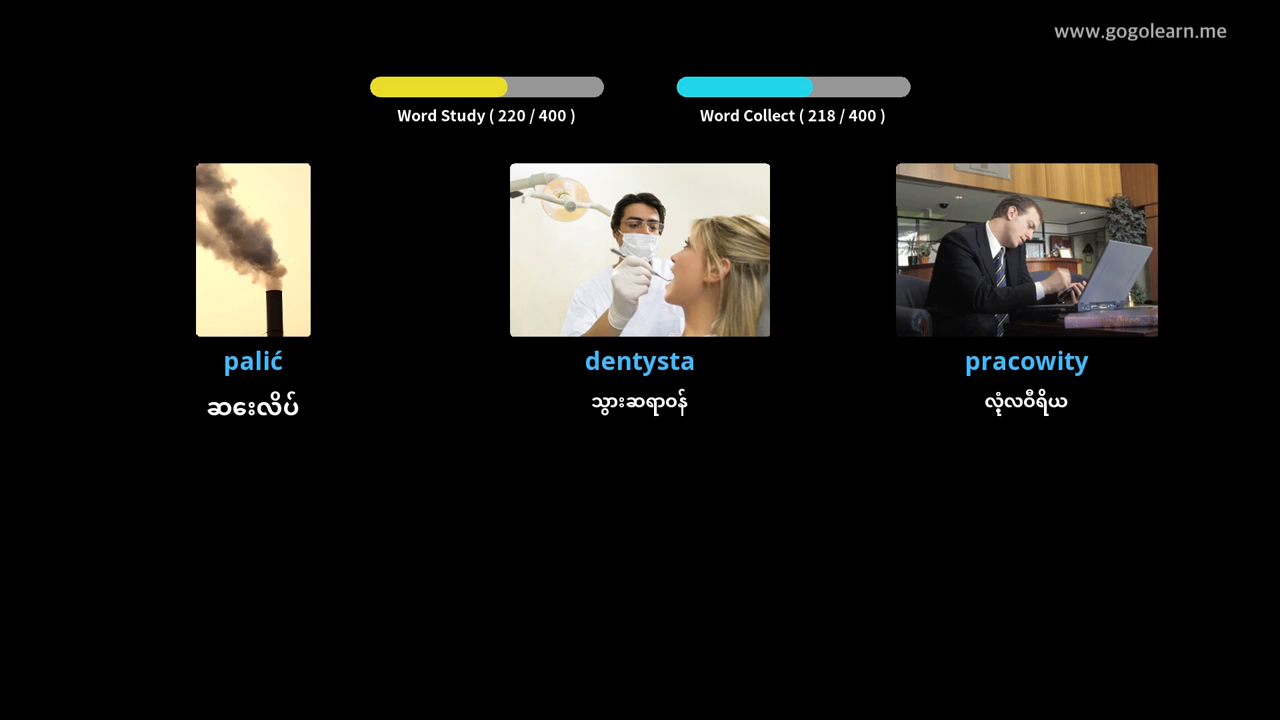 www.gogolearn.me
Word Study ( 220 / 400 )
Word Collect ( 218 / 400 )
palić
dentysta
pracowity
ဆးေလိပ်
သွားဆရာဝန်
လုံ့လဝီရိယ